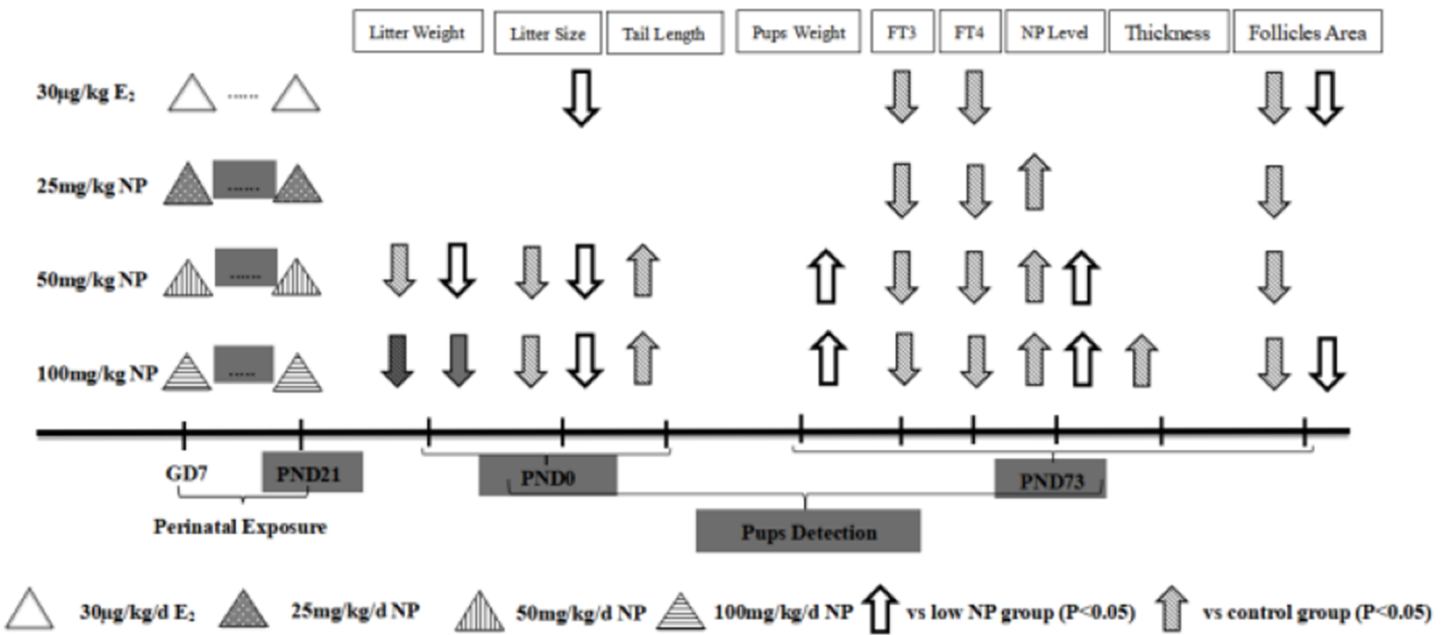 Litter Weight Litter Size Tail Length Pups Weight FT3 FT4 NP Level Thickness Follicles Area
30μg/kg E₂ ......
25mg/kg NP ......
50mg/kg NP ......
100mg/kg NP .....
GD7 PND21 PND0 PND73
Perinatal Exposure Pups Detection
30μg/kg/d E₂ 25mg/kg/d NP 50mg/kg/d NP 100mg/kg/d NP vs low NP group (P<0.05) vs control group (P<0.05)